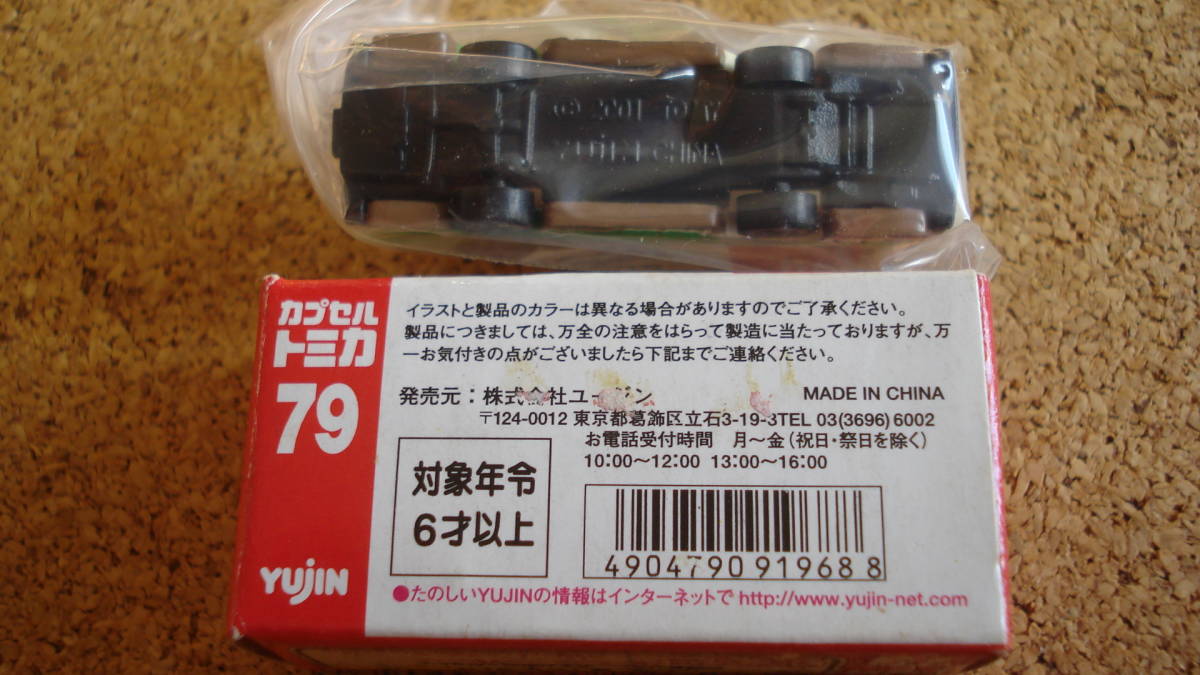 © 2001 TOMY
YUJIN CHINA
カプセル
トミカ
79
YUJIN
イラストと製品のカラーは異なる場合がありますのでご了承ください。
製品につきましては、万全の注意をはらって製造に当たっておりますが、万
一お気付きの点がございましたら下記までご連絡ください。
発売元：株式会社ユージン MADE IN CHINA
〒124-0012 東京都葛飾区立石3-19-3TEL 03(3696)6002
お電話受付時間 月～金（祝日・祭日を除く）
10:00～12:00 13:00～16:00
対象年令
6才以上
4904790919688
●たのしいYUJINの情報はインターネットで http://www.yujin-net.com